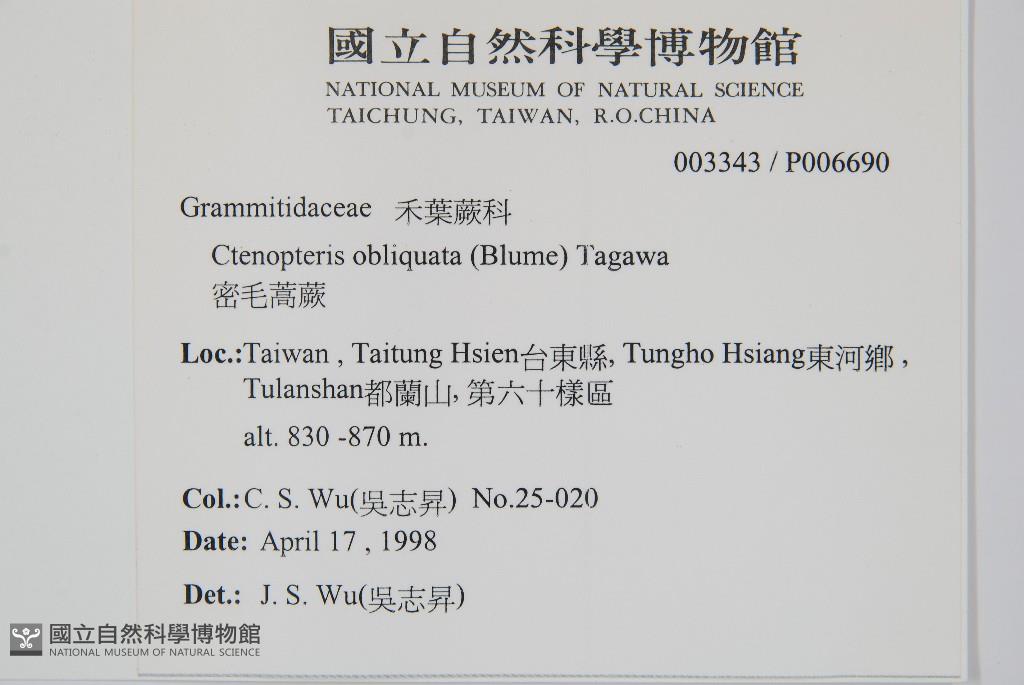 國立自然科學博物館
NATIONAL MUSEUM OF NATURAL SCIENCE
TAICHUNG, TAIWAN, R.O.CHINA
003343 / P006690
Grammitidaceae 禾葉蕨科
Ctenopteris obliquata (Blume) Tagawa
密毛蒿蕨
Loc.:Taiwan , Taitung Hsien台東縣, Tungho Hsiang東河鄉 ,
Tulanshan都蘭山, 第六十樣區
alt. 830 -870 m.
Col.:C. S. Wu(吳志昇) No.25-020
Date: April 17 , 1998
Det.: J. S. Wu(吳志昇)
國立自然科學博物館
NATIONAL MUSEUM OF NATURAL SCIENCE